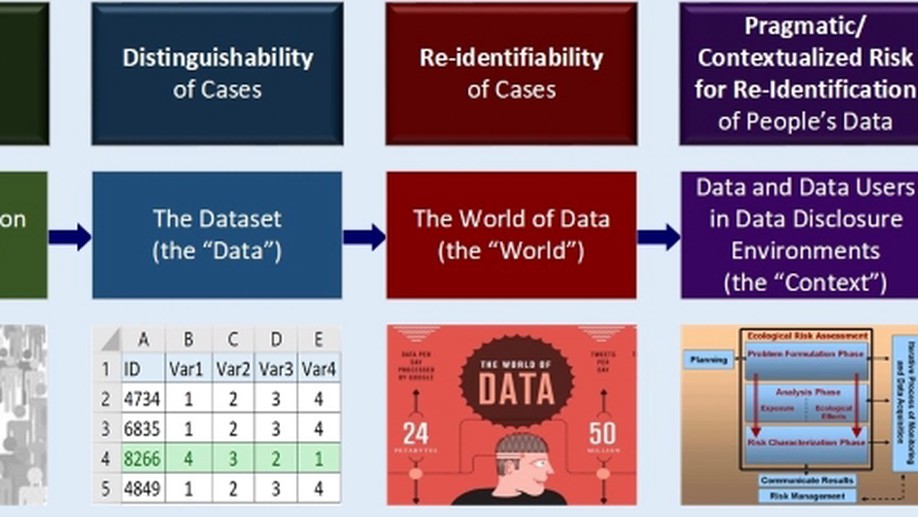 Distinguishability
of Cases
Re-identifiability
of Cases
Pragmatic/
Contextualized Risk
for Re-Identification
of People's Data
on
The Dataset
(the “Data”)
The World of Data
(the “World”)
Data and Data Users
in Data Disclosure
Environments
(the “Context”)
A B C D E
1 ID Var1 Var2 Var3 Var4
2 4734 1 2 3 4
3 6835 1 2 3 4
4 8266 4 3 2 1
5 4849 1 2 3 4
DATA PER
DAY
PROCESSED
BY GOOGLE
THE WORLD OF
DATA
TWEETS
PER
DAY
24
PETABYTES
50
MILLION
Ecological Risk Assessment
Planning
Problem Formulation Phase
Analysis Phase
Exposure
Ecological
Effects
Risk Characterization Phase
Communicate Results
Risk Management
Iterative Process of Monitoring
and Data Acquisition